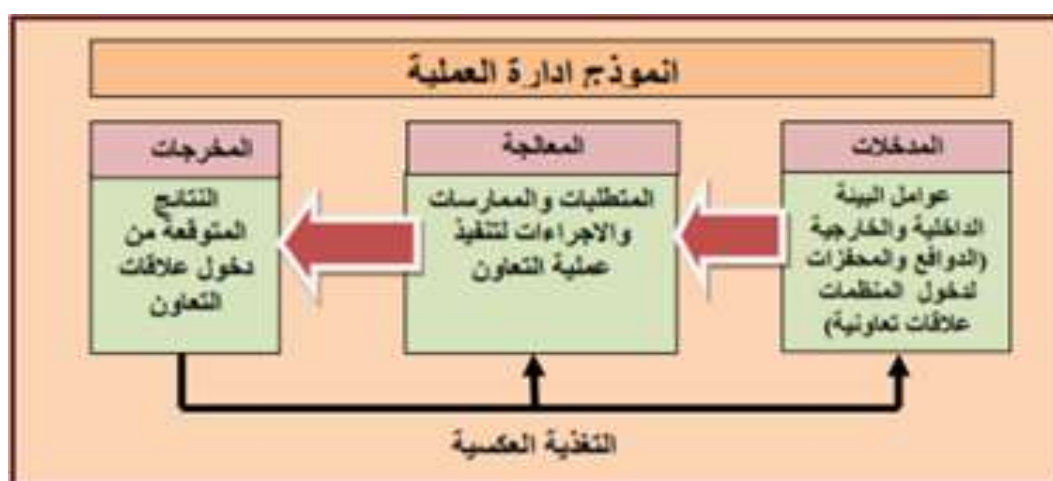 انموذج ادارة العملية
المدخلات
عوامل البيئة
الداخلية والخارجية
(الدوافع والمحفزات
لدخول المنظمات
علاقات تعاونية)
المعالجة
المتطلبات والممارسات
والاجراءات لتنفيذ
عملية التعاون
المخرجات
النتائج
المتوقعة من
دخول علاقات
التعاون
التغذية العكسية